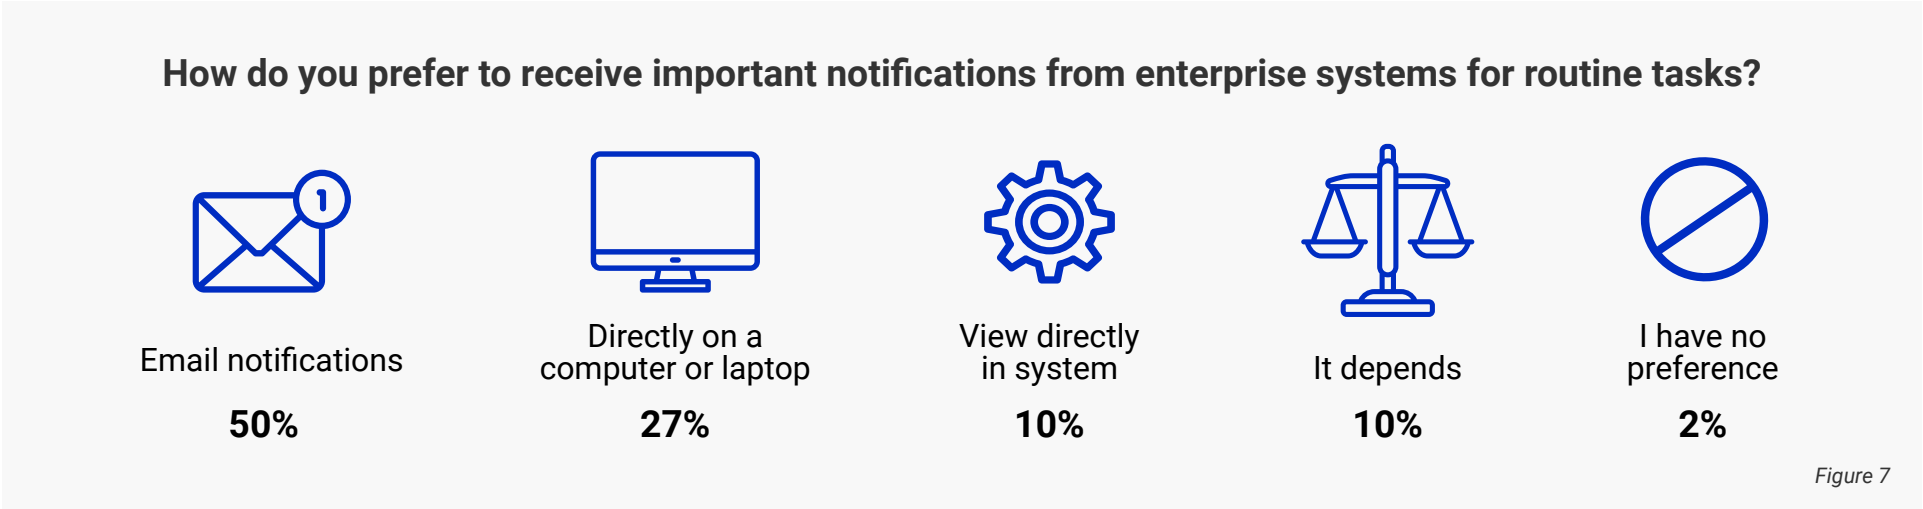 How do you prefer to receive important notifications from enterprise systems for routine tasks?
1
Email notifications
50%
Directly on a
computer or laptop
27%
View directly
in system
10%
It depends
10%
I have no
preference
2%
Figure 7